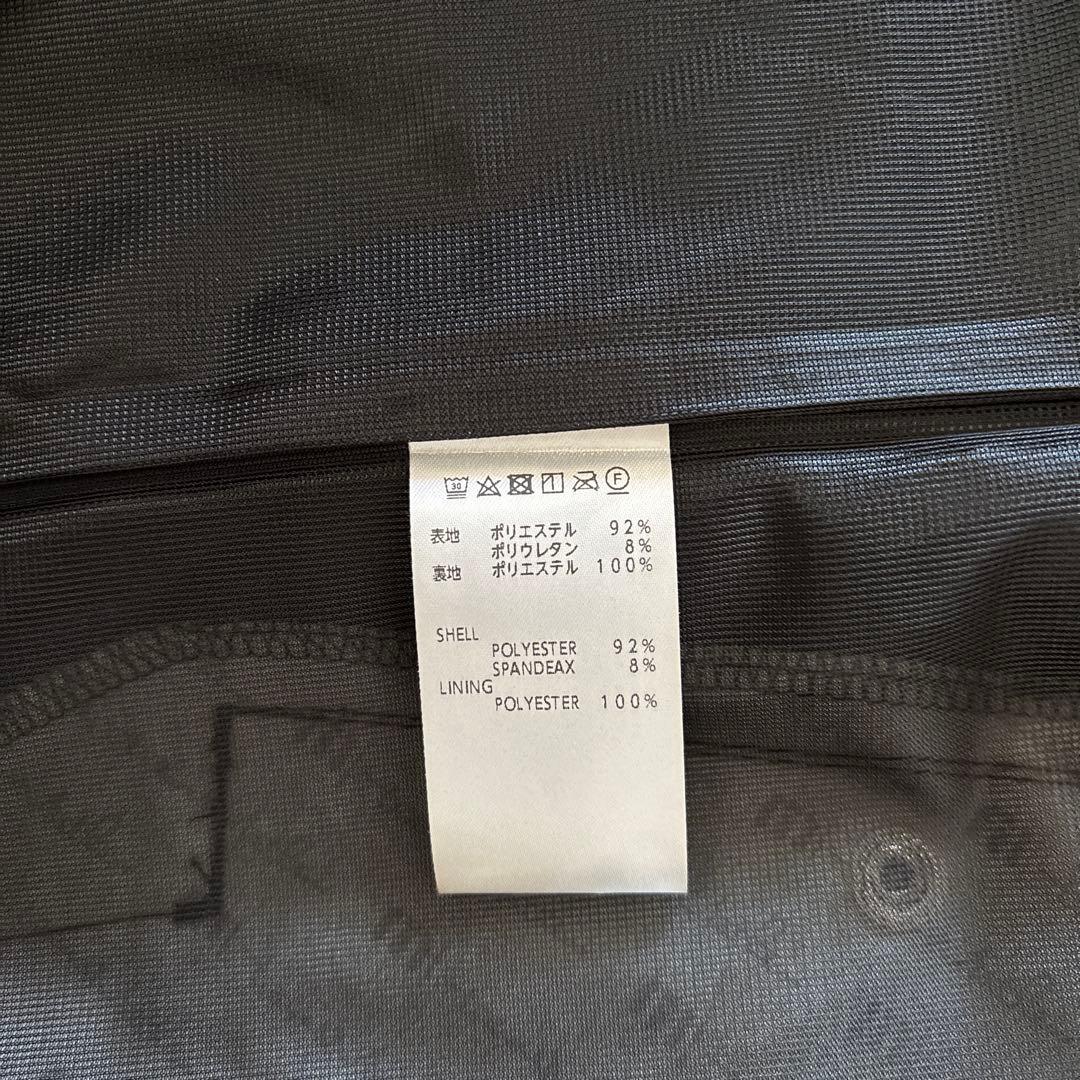 30 F
表地 ポリエステル 92%
ポリウレタン 8%
裏地 ポリエステル 100%
SHELL
POLYESTER 92%
SPANDEAX 8%
LINING
POLYESTER 100%